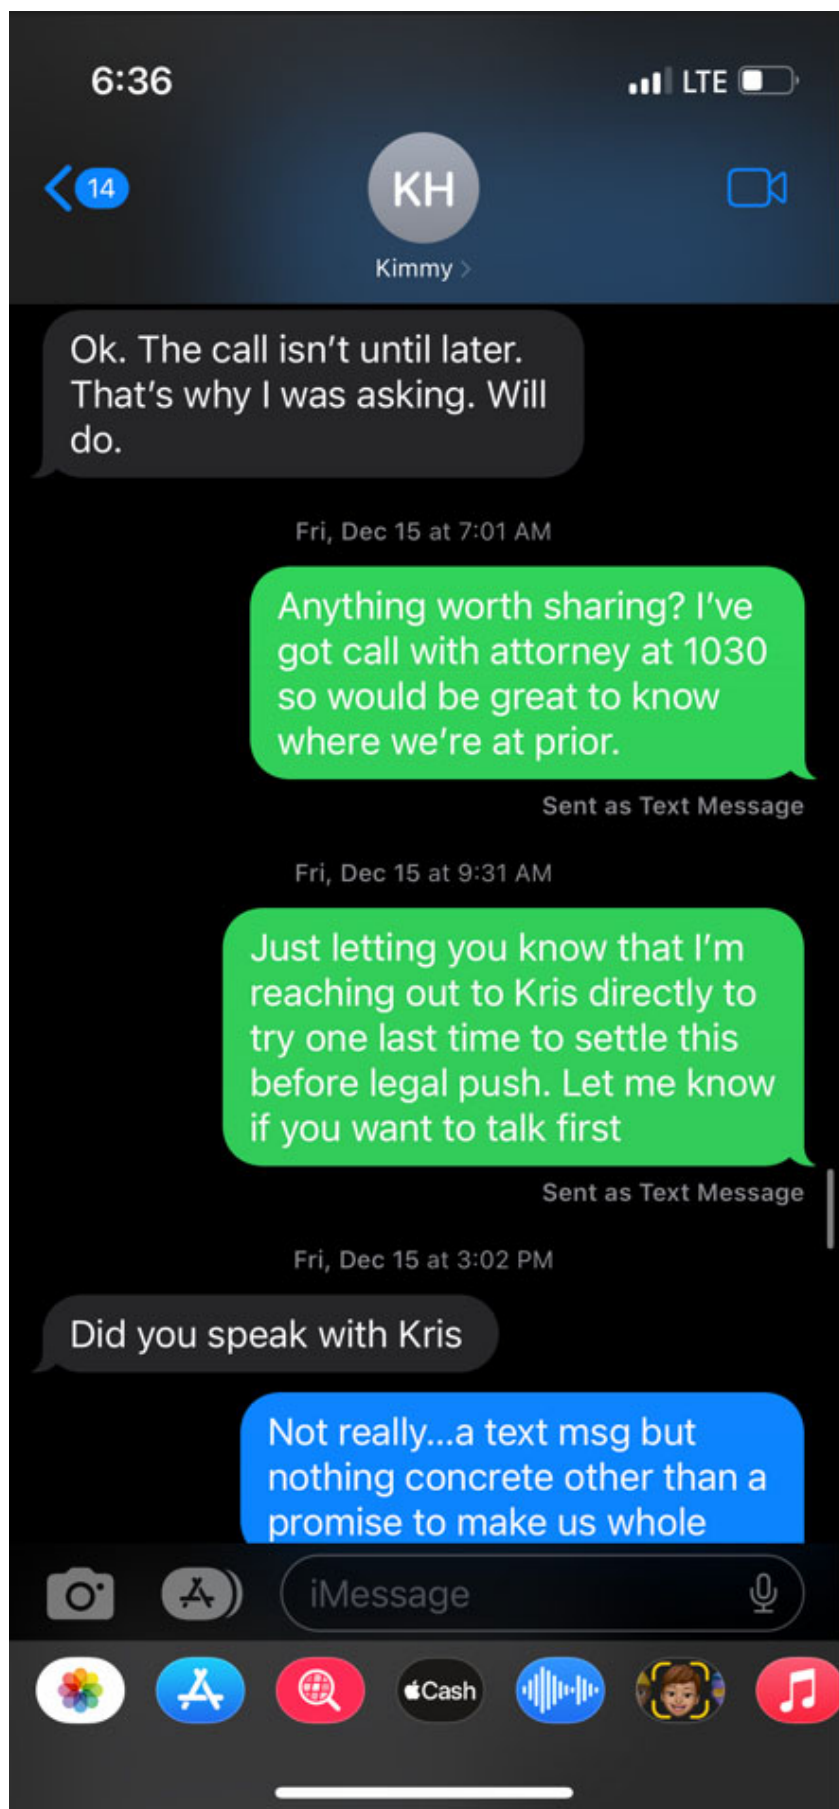 6:36
LTE
14
KH
Kimmy
Ok. The call isn't until later.
That's why I was asking. Will
do.
Fri, Dec 15 at 7:01 AM
Anything worth sharing? I've
got call with attorney at 1030
so would be great to know
where we're at prior.
Sent as Text Message
Fri, Dec 15 at 9:31 AM
Just letting you know that I'm
reaching out to Kris directly to
try one last time to settle this
before legal push. Let me know
if you want to talk first
Sent as Text Message
Fri, Dec 15 at 3:02 PM
Did you speak with Kris
Not really...a text msg but
nothing concrete other than a
promise to make us whole
iMessage
Cash